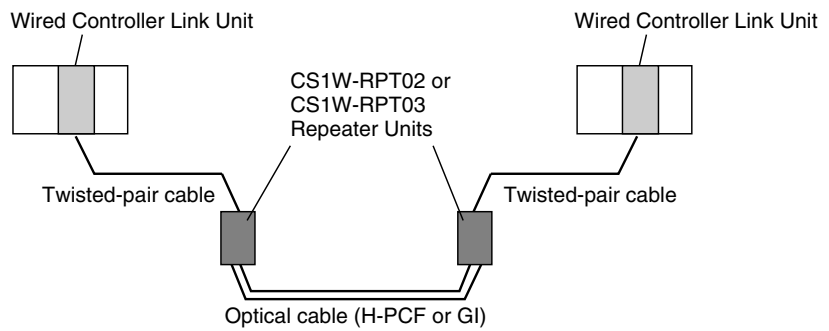 Wired Controller Link Unit
Wired Controller Link Unit
CS1W-RPT02 or
CS1W-RPT03
Repeater Units
Twisted-pair cable
Twisted-pair cable
Optical cable (H-PCF or GI)